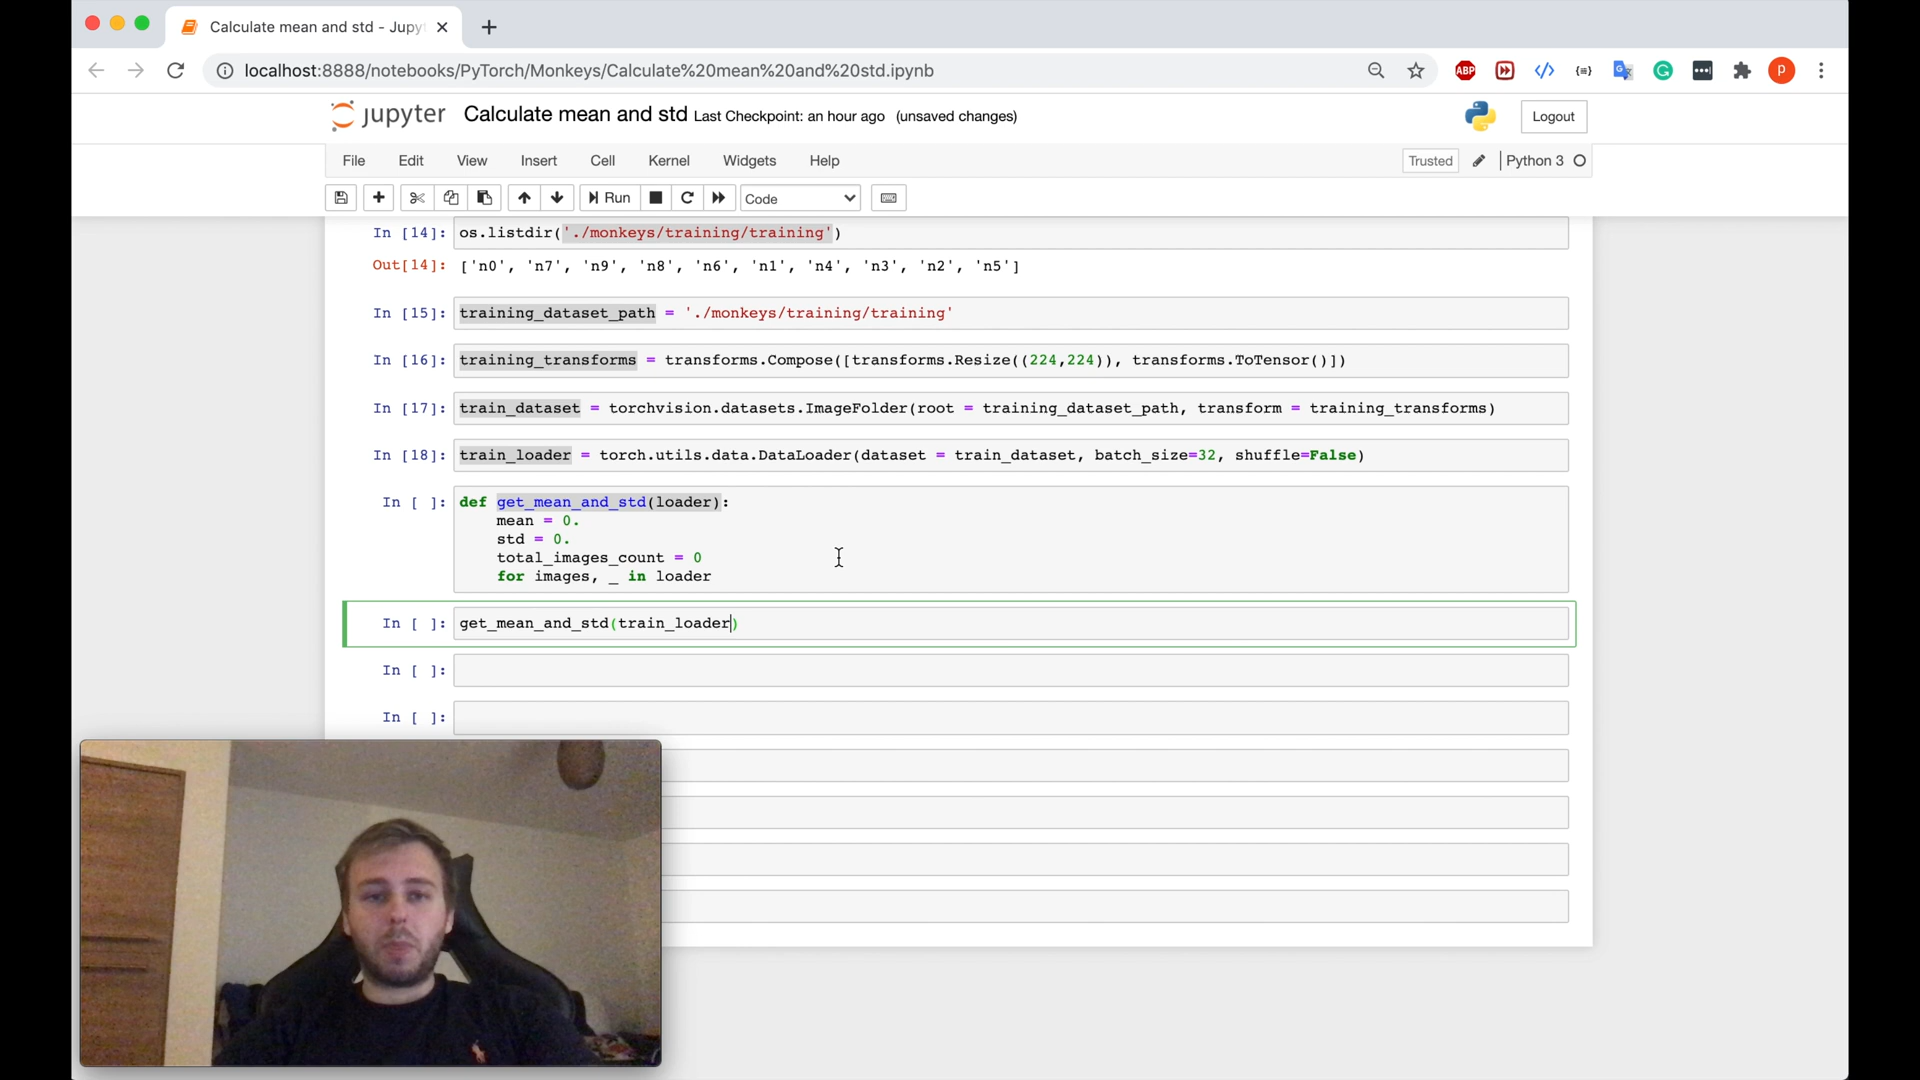 Calculate mean and std - Jupy
localhost:8888/notebooks/PyTorch/Monkeys/Calculate%20mean%20and%20std.ipynb
ABP
P
jupyter Calculate mean and std Last Checkpoint: an hour ago (unsaved changes)
Logout
File Edit View Insert Cell Kernel Widgets Help
Trusted
Python 3
Run
Code
In [14]: os.listdir('./monkeys/training/training')
Out[14]: ['n0', 'n7', 'n9', 'n8', 'n6', 'n1', 'n4', 'n3', 'n2', 'n5']
In [15]: training_dataset_path = './monkeys/training/training'
In [16]: training_transforms = transforms.Compose([transforms.Resize((224,224)), transforms.ToTensor()])
In [17]: train_dataset = torchvision.datasets.ImageFolder(root = training_dataset_path, transform = training_transforms)
In [18]: train_loader = torch.utils.data.DataLoader(dataset = train_dataset, batch_size=32, shuffle=False)
In [ ]: def get_mean_and_std(loader):
mean = 0.
std = 0.
total_images_count = 0
for images, _ in loader
In [ ]: get_mean_and_std(train_loader)
In [ ]:
In [ ]: